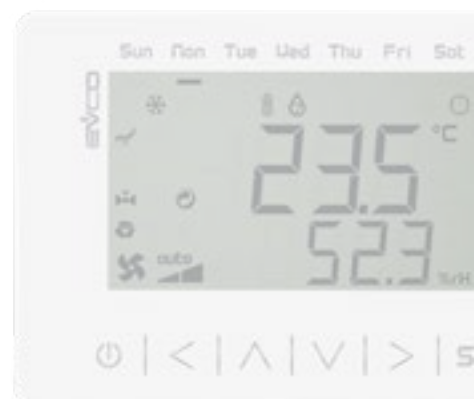 Sun Mon Tue Wed Thu Fri Sat
EVCO
23.5 °C
auto 52.3 %rH
S